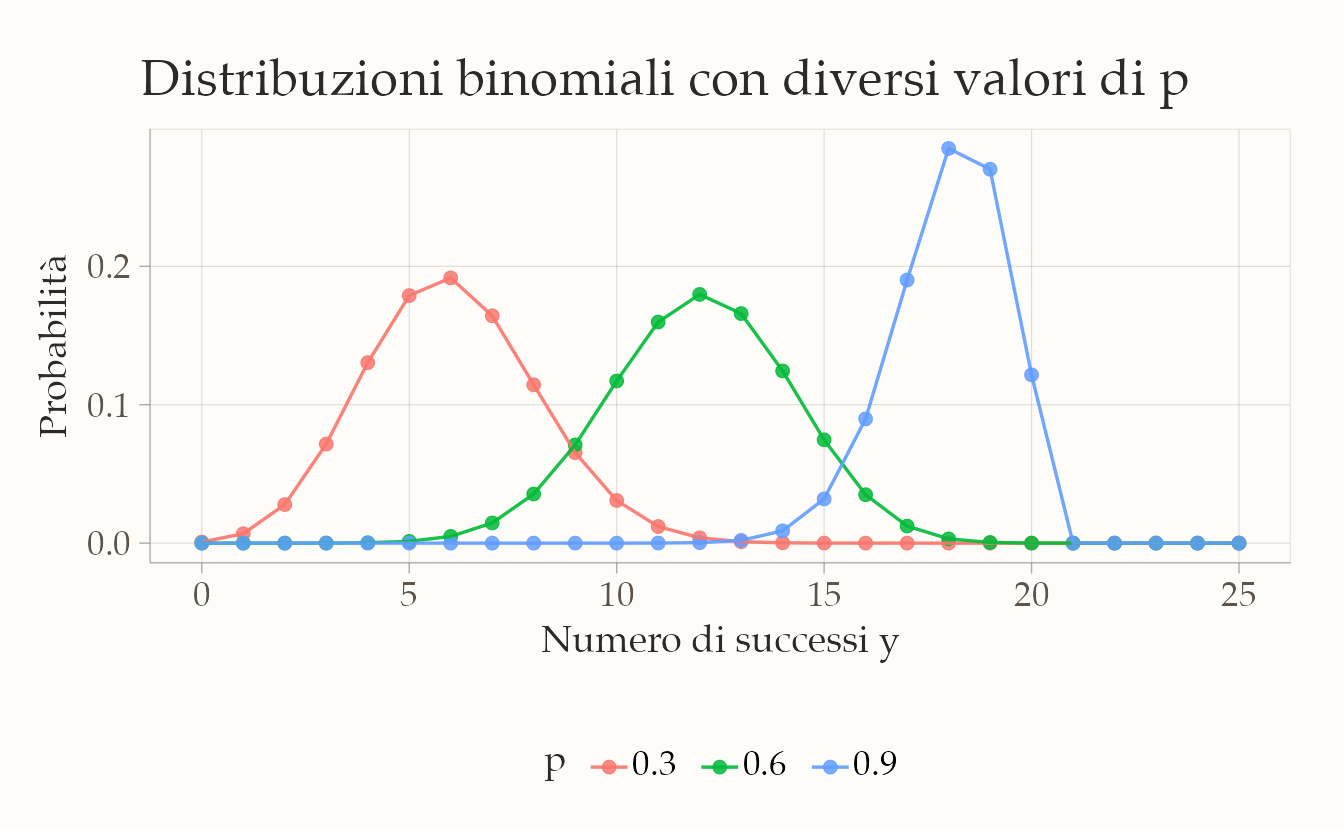 Distribuzioni binomiali con diversi valori di p
Probabilità
0.2
0.1
0.0
0 5 10 15 20 25
Numero di successi y
p 0.3 0.6 0.9